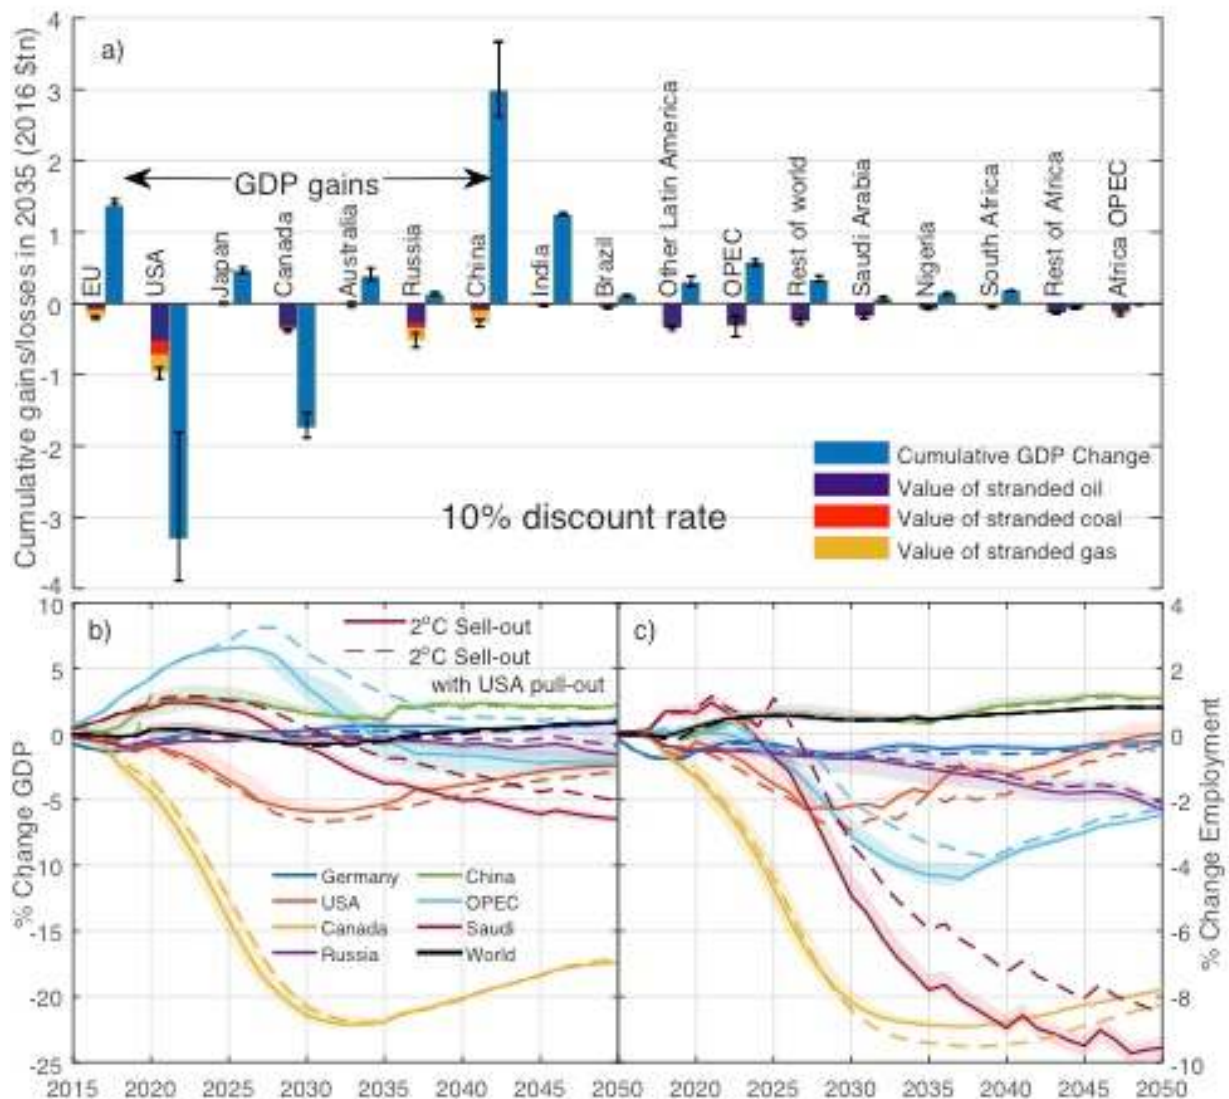 a)
Cumulative gains/losses in 2035 (2016 $tn)
4
3
2
1
0
-1
-2
-3
-4
GDP gains
EU
USA
Japan
Canada
Australia
Russia
China
India
Brazil
Other Latin America
OPEC
Rest of world
Saudi Arabia
Nigeria
South Africa
Rest of Africa
Africa OPEC
10% discount rate
Cumulative GDP Change
Value of stranded oil
Value of stranded coal
Value of stranded gas
b)
% Change GDP
10
5
0
-5
-10
-15
-20
-25
2°C Sell-out
2°C Sell-out
with USA pull-out
Germany
USA
Canada
Russia
China
OPEC
Saudi
World
2015 2020 2025 2030 2035 2040 2045 2050
c)
4
2
0
-2
-4
-6
-8
-10
% Change Employment
2020 2025 2030 2035 2040 2045 2050